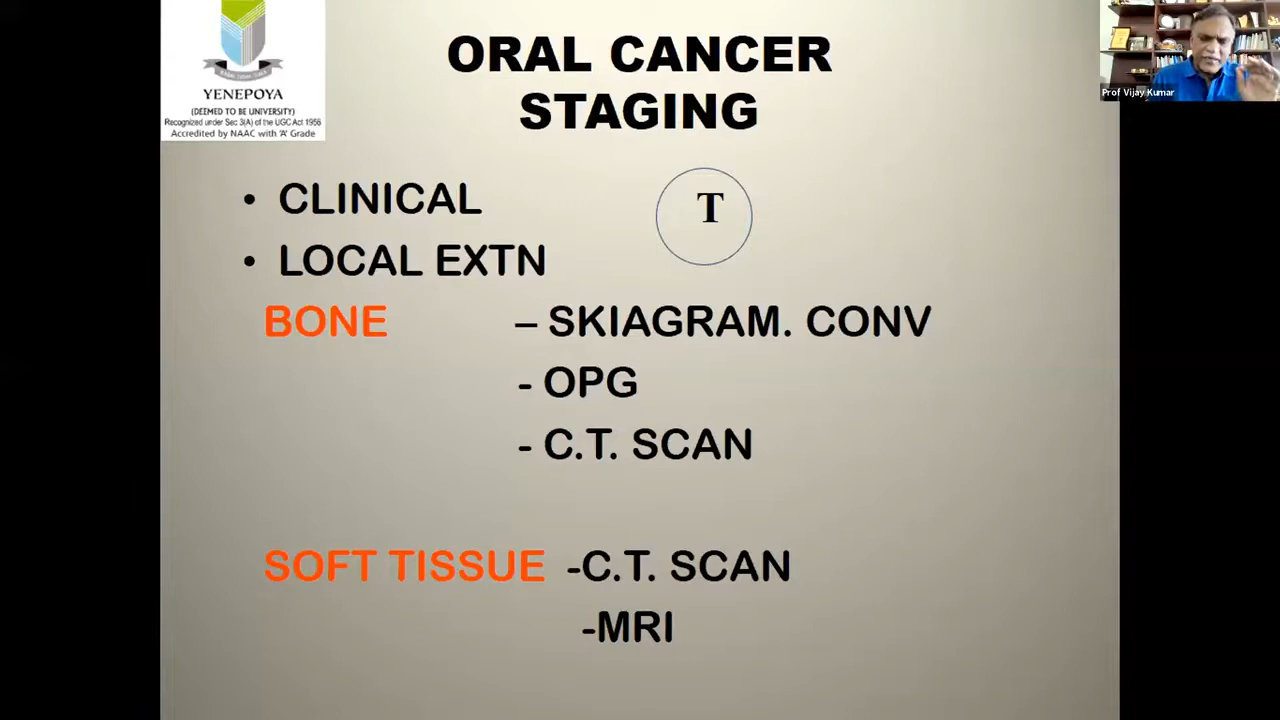 YENEPOYA
(DEEMED TO BE UNIVERSITY)
Recognized under Sec 3(A) of the UGC Act 1956
Accredited by NAAC with 'A' Grade
ORAL CANCER
STAGING
Prof Vijay Kumar
• CLINICAL
T
• LOCAL EXTN
BONE – SKIAGRAM. CONV
- OPG
- C.T. SCAN
SOFT TISSUE -C.T. SCAN
-MRI